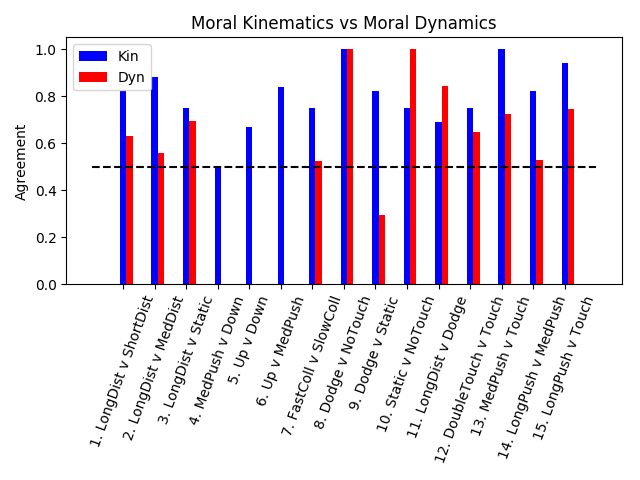 Moral Kinematics vs Moral Dynamics
Kin
Dyn
Agreement
1.0
0.8
0.6
0.4
0.2
0.0
1. LongDist v ShortDist
2. LongDist v MedDist
3. LongDist v Static
4. MedPush v Down
5. Up v Down
6. Up v MedPush
7. FastColl v SlowColl
8. Dodge v NoTouch
9. Dodge v Static
10. Static v NoTouch
11. LongDist v Dodge
12. DoubleTouch v Touch
13. MedPush v Touch
14. LongPush v MedPush
15. LongPush v Touch